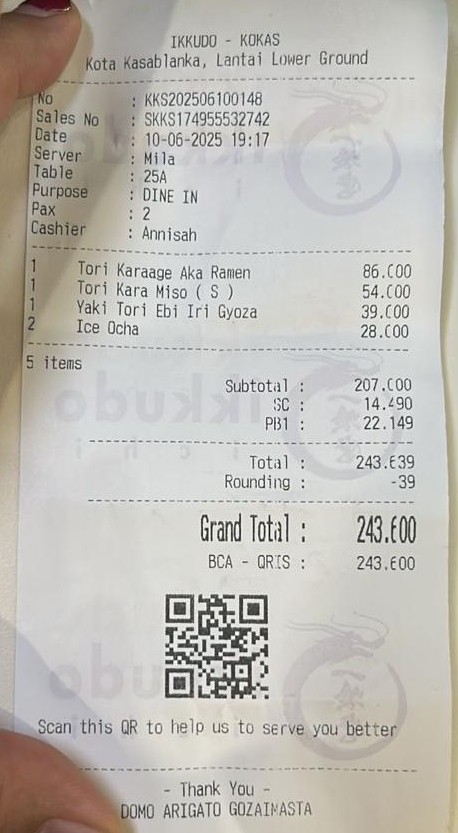 IKKUDO - KOKAS
Kota Kasablanka, Lantai Lower Ground
No : KKS202506100148
Sales No : SKKS174955532742
Date : 10-06-2025 19:17
Server : Mila
Table : 25A
Purpose : DINE IN
Pax : 2
Cashier : Annisah
1 Tori Karaage Aka Ramen 86.000
1 Tori Kara Miso ( S ) 54.000
1 Yaki Tori Ebi Iri Gyoza 39.000
2 Ice Ocha 28.000
5 items
Subtotal : 207.000
SC : 14.490
PB1 : 22.149
Total : 243.639
Rounding : -39
Grand Total : 243.600
BCA - QRIS : 243.600
Scan this QR to help us to serve you better
- Thank You -
DOMO ARIGATO GOZAIMASTA